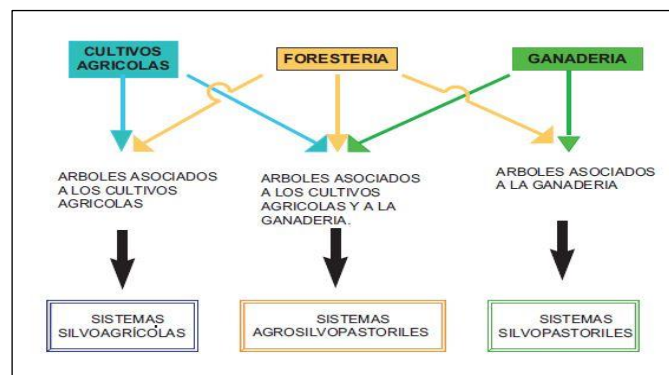 CULTIVOS
AGRICOLAS
FORESTERIA
GANADERIA
ARBOLES ASOCIADOS
A LOS CULTIVOS
AGRICOLAS
ARBOLES ASOCIADOS
A LOS CULTIVOS
AGRICOLAS Y A LA
GANADERIA.
ARBOLES ASOCIADOS
A LA GANADERIA
SISTEMAS
SILVOAGRÍCOLAS
SISTEMAS
AGROSILVOPASTORILES
SISTEMAS
SILVOPASTORILES